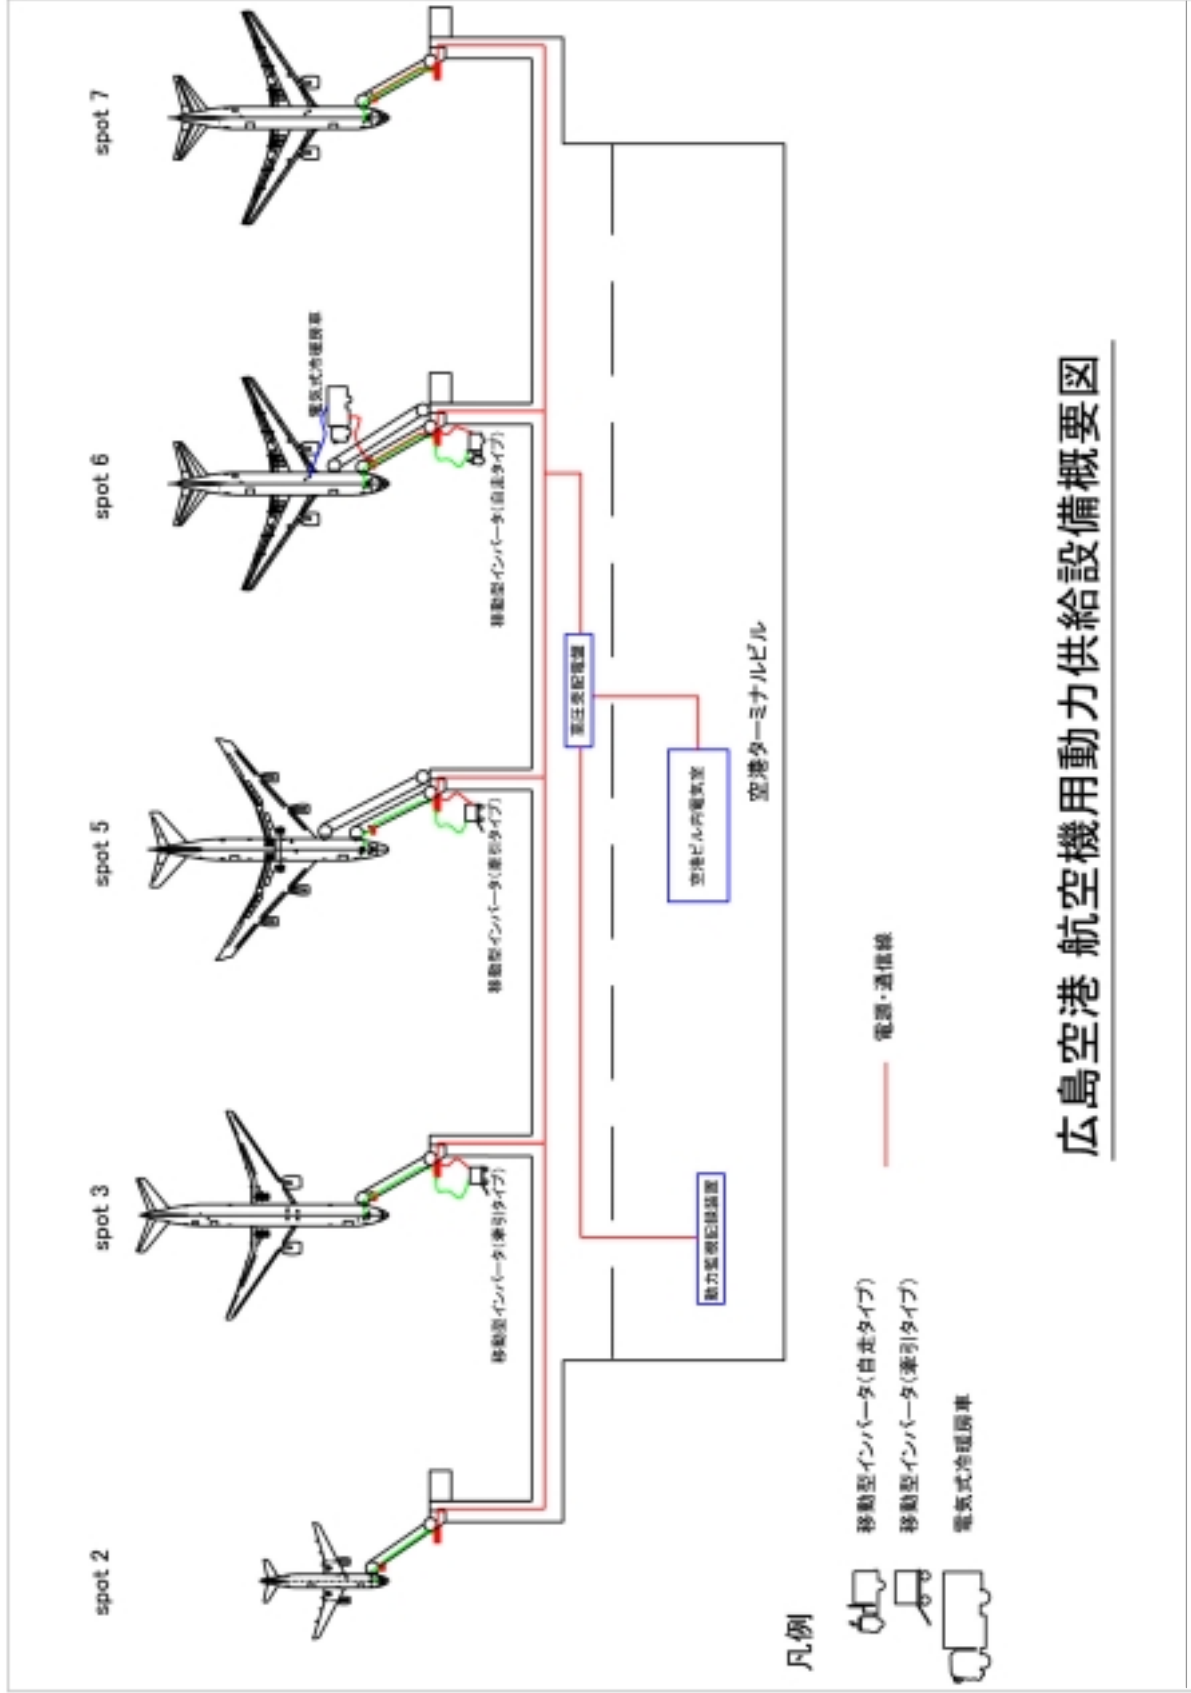 spot 2
spot 3
spot 5
spot 6
spot 7
電気式冷暖房車
移動型インバータ(牽引タイプ)
移動型インバータ(牽引タイプ)
移動型インバータ(自走タイプ)
高圧受配電盤
動力監視記録装置
空港ビル内電気室
空港ターミナルビル
凡例
移動型インバータ(自走タイプ)
移動型インバータ(牽引タイプ)
電気式冷暖房車
電源・通信線
広島空港 航空機用動力供給設備概要図